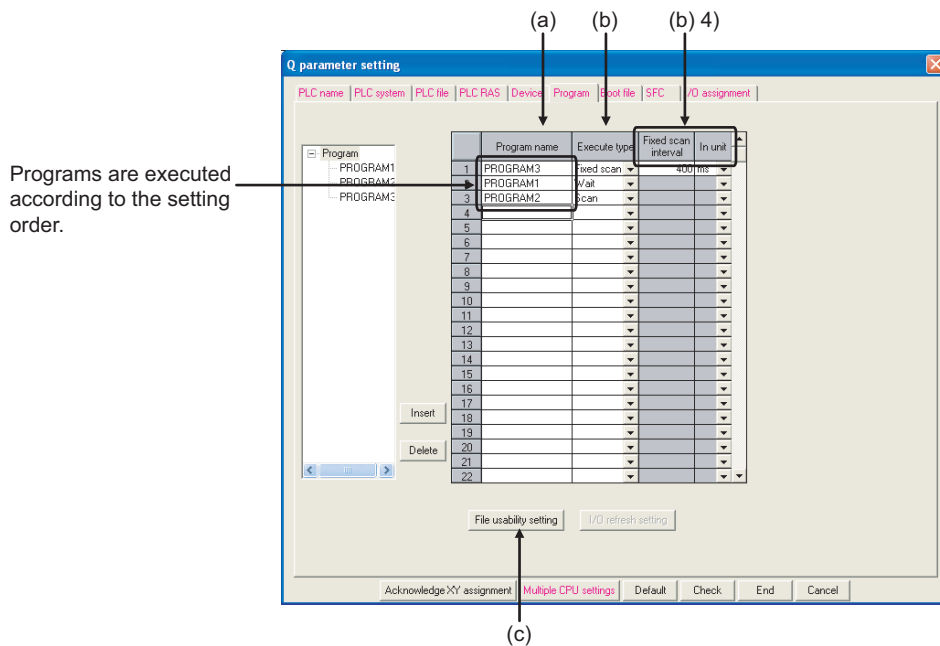 (a) (b) (b) 4)
Q parameter setting
PLC name PLC system PLC file PLC RAS Device Program Boot file SFC I/O assignment
Programs are executed
according to the setting
order.
Program
PROGRAM1
PROGRAM2
PROGRAM3
Program name Execute type Fixed scan interval In unit
1 PROGRAM3 Fixed scan 400 ms
2 PROGRAM1 Wait
3 PROGRAM2 Scan
4
5
6
7
8
9
10
11
12
13
14
15
16
17
18
19
20
21
22
Insert
Delete
File usability setting I/O refresh setting
Acknowledge XY assignment Multiple CPU settings Default Check End Cancel
(c)